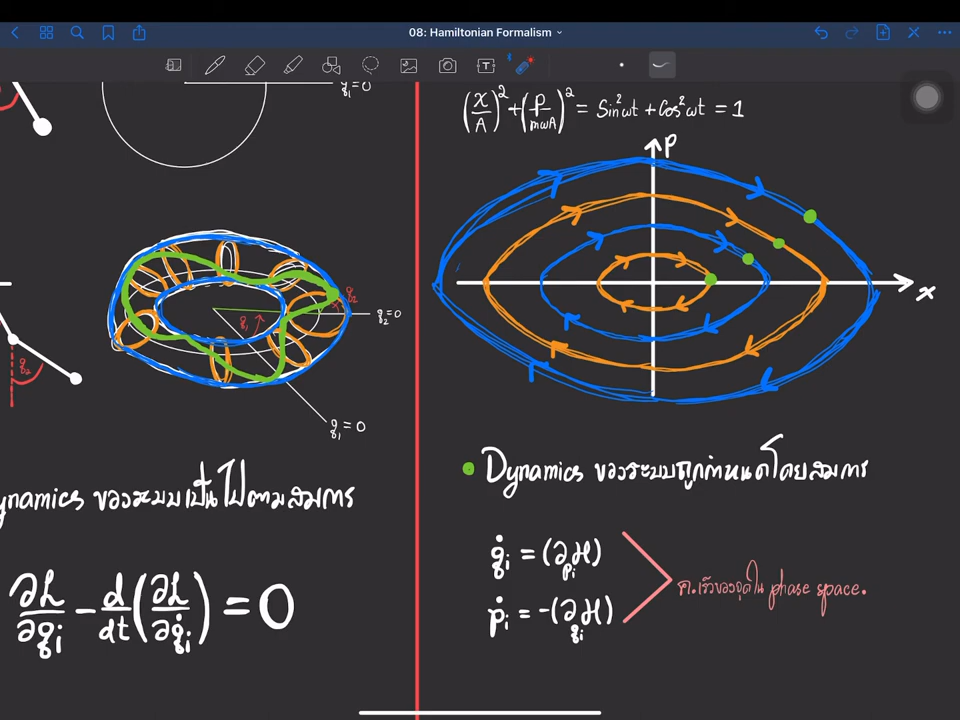 08: Hamiltonian Formalism
q₁ = 0
q₂
q₁
q₂ = 0
q₁ = 0
q₂
Dynamics ของระบบเป็นไปตามสมการ
∂L/∂qᵢ − d/dt(∂L/∂q̇ᵢ) = 0
(x/A)² + (p/mωA)² = Sin²ωt + Cos²ωt = 1
P
x
Dynamics ของระบบถูกกำหนดโดยสมการ
q̇ᵢ = (∂pᵢH)
ṗᵢ = -(∂qᵢH)
ค.เร็วของจุดใน phase space.